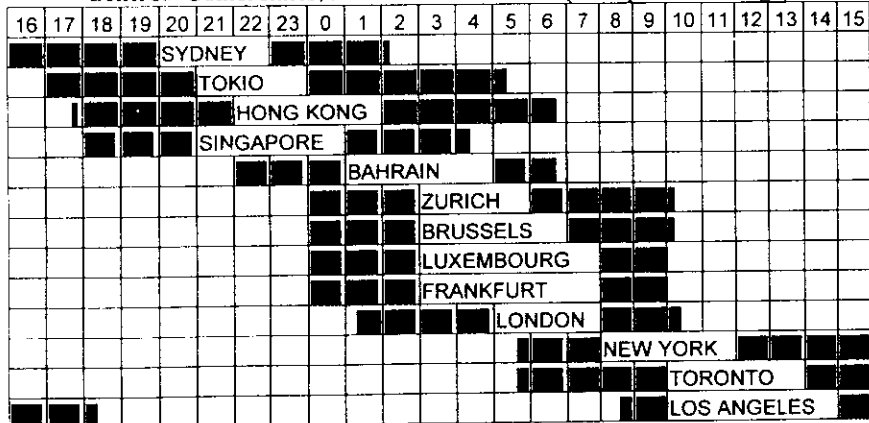 16 17 18 19 20 21 22 23 0 1 2 3 4 5 6 7 8 9 10 11 12 13 14 15
SYDNEY
TOKIO
HONG KONG
SINGAPORE
BAHRAIN
ZURICH
BRUSSELS
LUXEMBOURG
FRANKFURT
LONDON
NEW YORK
TORONTO
LOS ANGELES